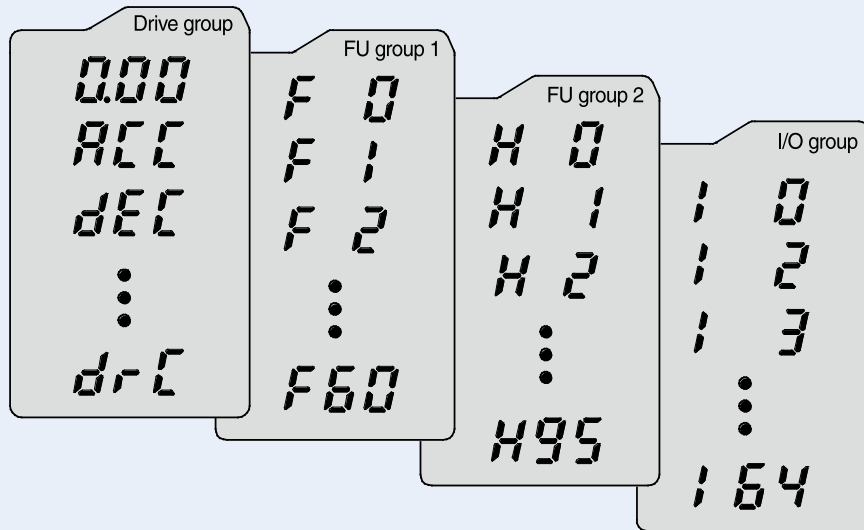 Drive group
0.00
ACC
dEC
drC
FU group 1
F 0
F 1
F 2
F60
FU group 2
H 0
H 1
H 2
H95
I/O group
I 0
I 2
I 3
I 64